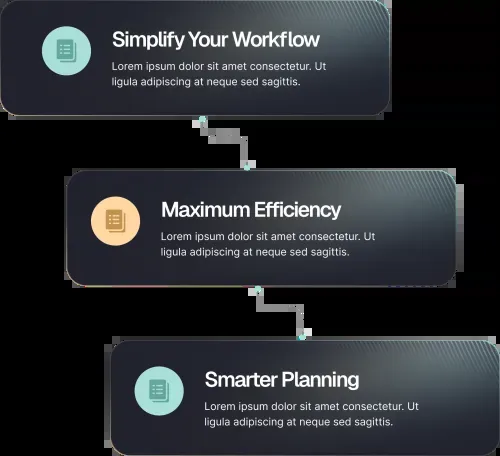 Simplify Your Workflow
Lorem ipsum dolor sit amet consectetur. Ut
ligula adipiscing at neque sed sagittis.
Maximum Efficiency
Lorem ipsum dolor sit amet consectetur. Ut
ligula adipiscing at neque sed sagittis.
Smarter Planning
Lorem ipsum dolor sit amet consectetur. Ut
ligula adipiscing at neque sed sagittis.